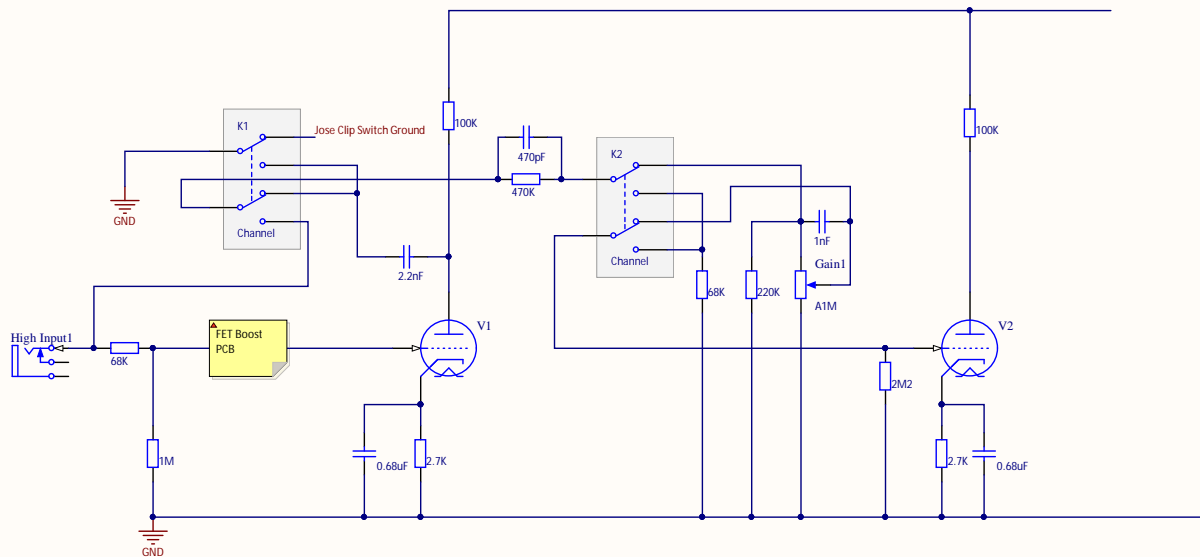 K1
Jose Clip Switch Ground
100K
470pF
K2
100K
470K
GND
Channel
1nF
Channel
Gain1
2.2nF
68K
220K
A1M
High Input1
FET Boost
PCB
V1
V2
68K
2M2
1M
0.68uF
2.7K
2.7K
0.68uF
GND